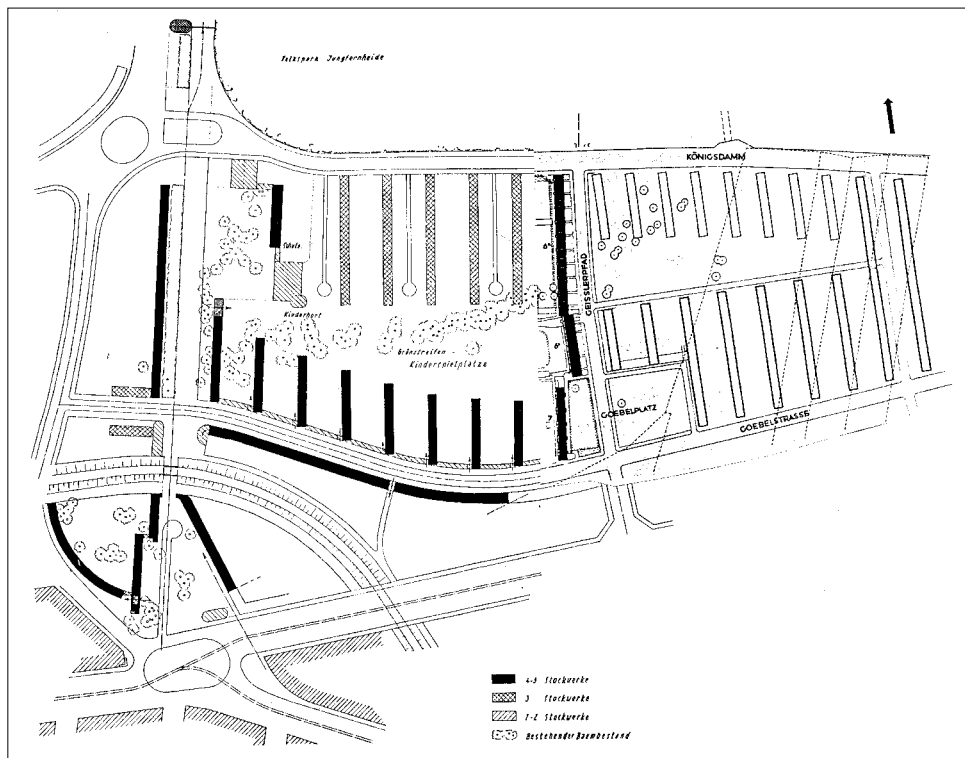 Volkspark Jungfernheide
KÖNIGSDAMM
Schule
GEISSLERPFAD
Kinderhort
Grünstreifen
Kinderspielplätze
GOEBELPLATZ
GOEBELSTRASSE
4-5 Stockwerke
3 Stockwerke
1-2 Stockwerke
Bestehender Baumbestand